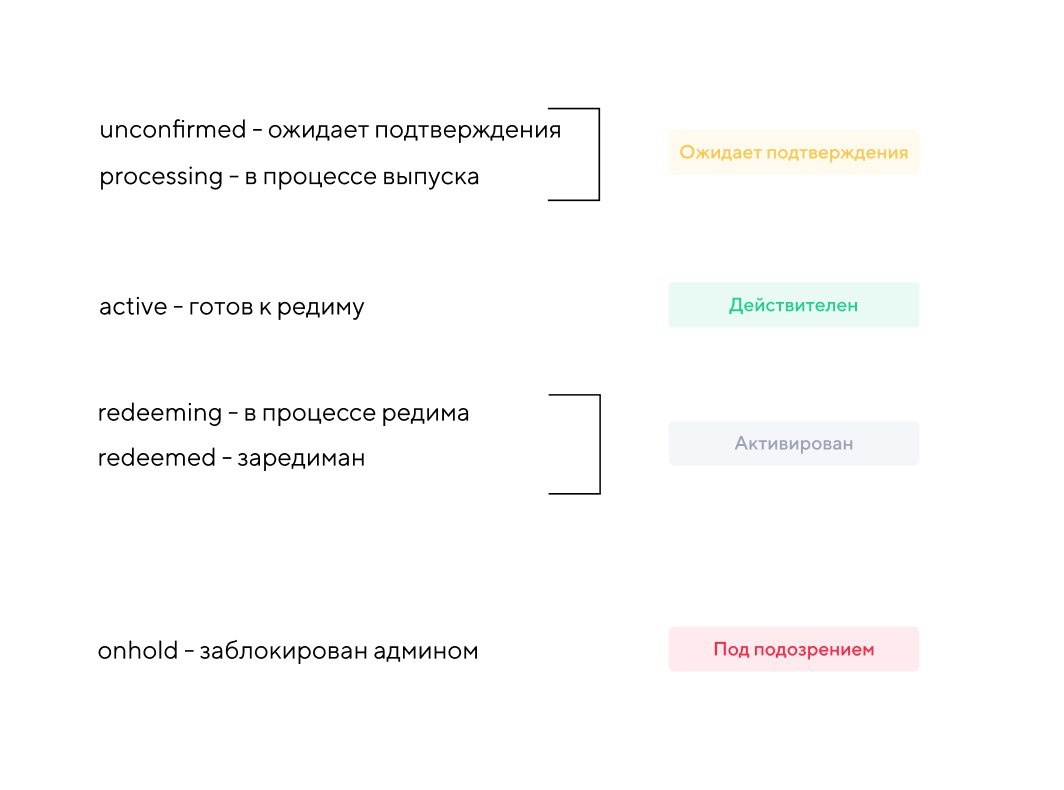 unconfirmed - ожидает подтверждения
Ожидает подтверждения
processing - в процессе выпуска
active - готов к редиму
Действителен
redeeming - в процессе редима
Активирован
redeemed - заредиман
onhold - заблокирован админом
Под подозрением